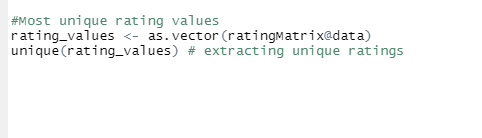 #Most unique rating values
rating_values <- as.vector(ratingMatrix@data)
unique(rating_values) # extracting unique ratings